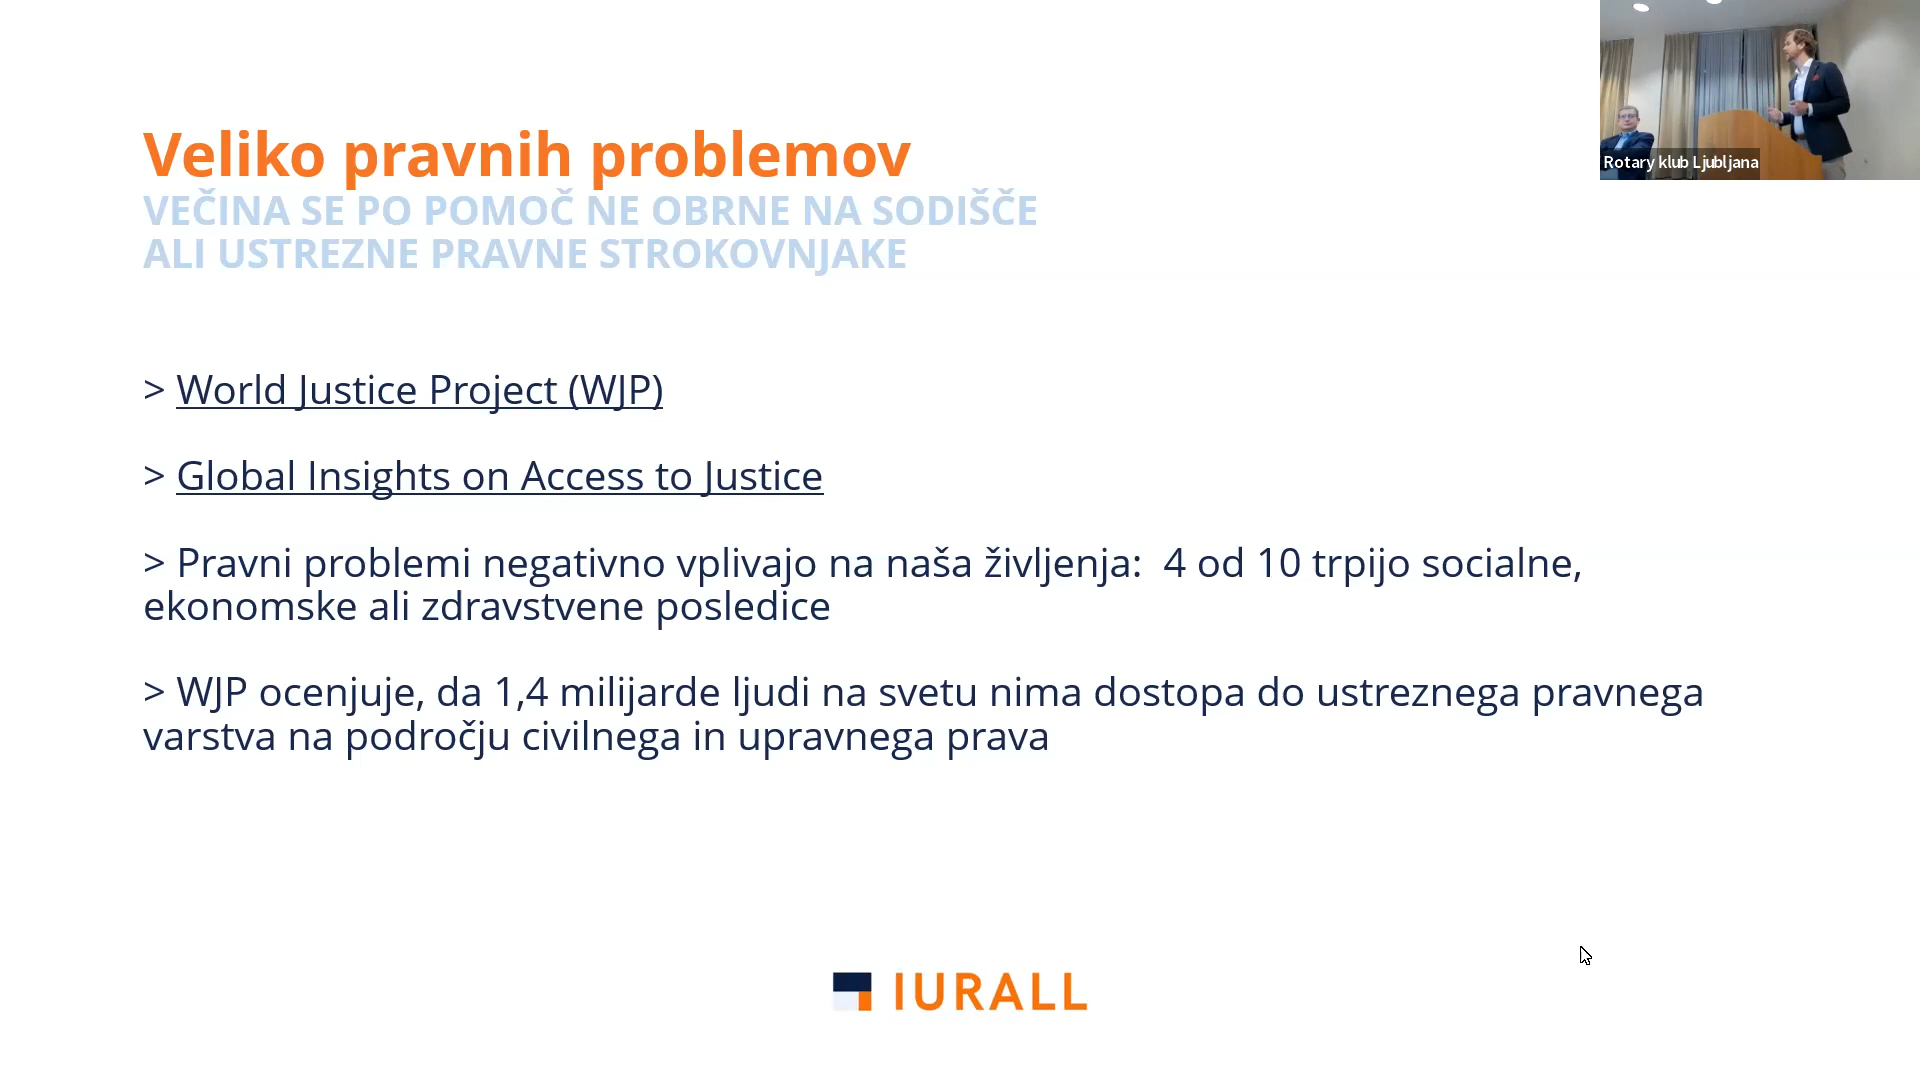 Veliko pravnih problemov
VEČINA SE PO POMOČ NE OBRNE NA SODIŠČE
ALI USTREZNE PRAVNE STROKOVNJAKE
> World Justice Project (WJP)
> Global Insights on Access to Justice
> Pravni problemi negativno vplivajo na naša življenja:  4 od 10 trpijo socialne,
ekonomske ali zdravstvene posledice
> WJP ocenjuje, da 1,4 milijarde ljudi na svetu nima dostopa do ustreznega pravnega
varstva na področju civilnega in upravnega prava
IURALL
Rotary klub Ljubljana